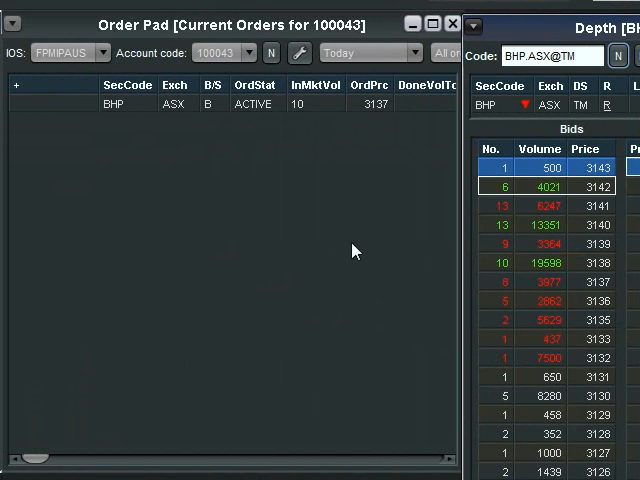 Order Pad [Current Orders for 100043]
IOS: FPMIPAUS Account code: 100043 N Today All or
+ SecCode Exch B/S OrdStat InMktVol OrdPrc DoneVolTo
BHP ASX B ACTIVE 10 3137
Depth [BH
Code: BHP.ASX@TM N
SecCode Exch DS R L
BHP ASX TM R
Bids
No. Volume Price Pr
1 500 3143
6 4021 3142
13 6247 3141
13 13351 3140
9 3364 3139
10 19598 3138
8 3977 3137
5 2862 3136
2 5629 3135
1 437 3133
1 7500 3132
1 650 3131
5 8280 3130
1 458 3129
2 352 3128
1 1000 3127
2 1439 3126